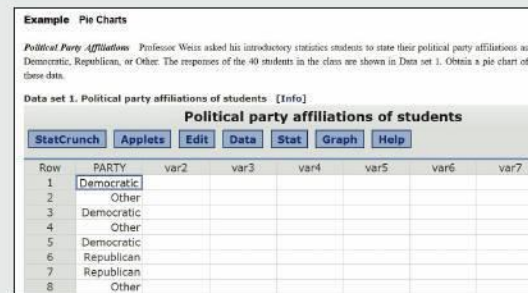 Example Pie Charts
Political Party Affiliations Professor Weiss asked his introductory statistics students to state their political party affiliations as
Democratic, Republican, or Other. The responses of the 40 students in the class are shown in Data set 1. Obtain a pie chart of
these data.
Data set 1. Political party affiliations of students [Info]
Political party affiliations of students
StatCrunch Applets Edit Data Stat Graph Help
Row PARTY var2 var3 var4 var5 var6 var7
1 Democratic
2 Other
3 Democratic
4 Other
5 Democratic
6 Republican
7 Republican
8 Other